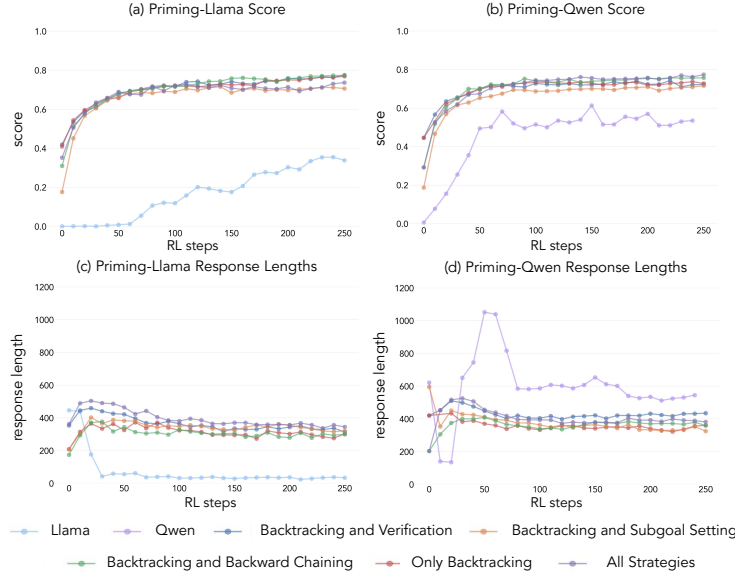 (a) Priming-Llama Score
(b) Priming-Qwen Score
1.0
0.8
0.6
0.4
0.2
0.0
score
0 50 100 150 200 250
RL steps
1.0
0.8
0.6
0.4
0.2
0.0
score
0 50 100 150 200 250
RL steps
(c) Priming-Llama Response Lengths
(d) Priming-Qwen Response Lengths
1200
1000
800
600
400
200
0
response length
0 50 100 150 200 250
RL steps
1200
1000
800
600
400
200
0
response length
0 50 100 150 200 250
RL steps
Llama Qwen Backtracking and Verification Backtracking and Subgoal Setting
Backtracking and Backward Chaining Only Backtracking All Strategies